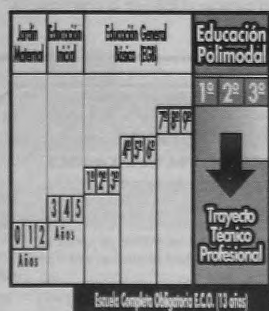 Jardín Maternal
Educación Inicial
Educación General Básica (EGB)
Educación Polimodal
1º 2º 3º
7º 8º 9º
4º 5º 6º
1º 2º 3º
3 4 5
Años
0 1 2
Años
Trayecto Técnico Profesional
Escuela Completa Obligatoria E.C.O. (13 años)